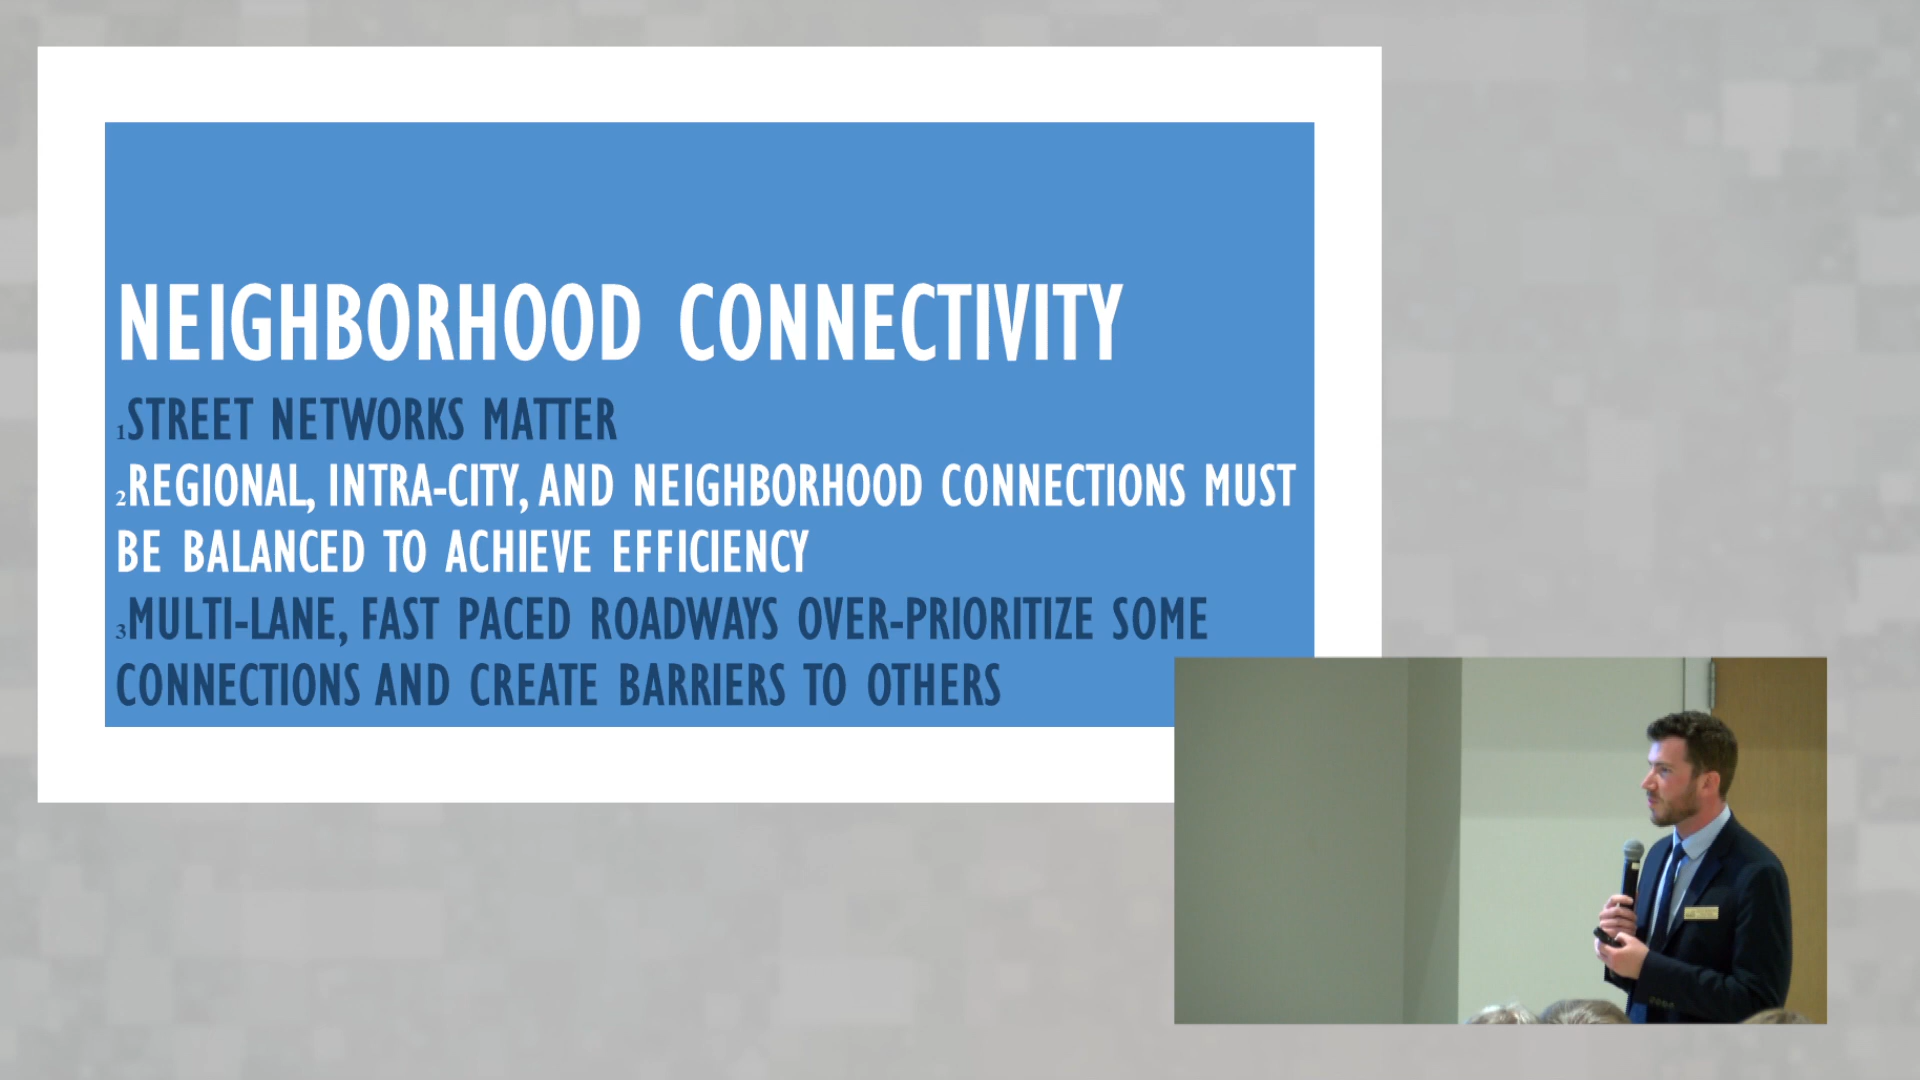 NEIGHBORHOOD CONNECTIVITY
1STREET NETWORKS MATTER
2REGIONAL, INTRA-CITY, AND NEIGHBORHOOD CONNECTIONS MUST
BE BALANCED TO ACHIEVE EFFICIENCY
3MULTI-LANE, FAST PACED ROADWAYS OVER-PRIORITIZE SOME
CONNECTIONS AND CREATE BARRIERS TO OTHERS